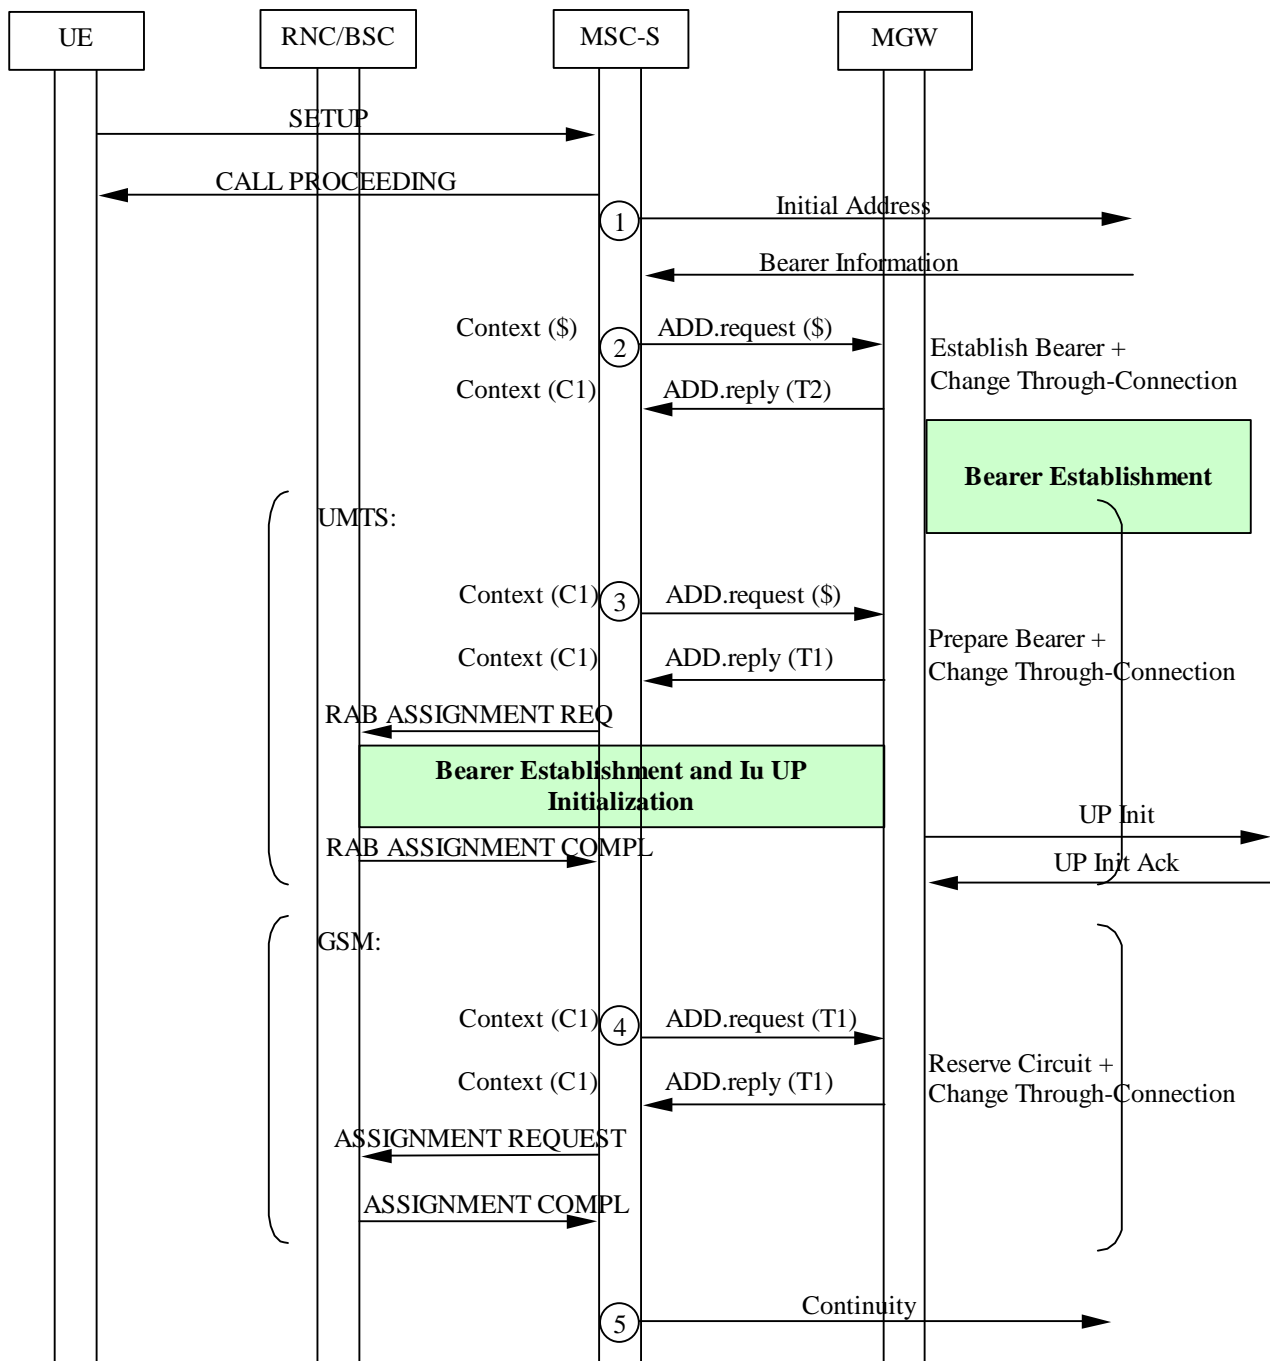 UE
RNC/BSC
MSC-S
MGW
SETUP
CALL PROCEEDING
1
Initial Address
Bearer Information
Context ($)
2
ADD.request ($)
Establish Bearer +
Change Through-Connection
Context (C1)
ADD.reply (T2)
Bearer Establishment
UMTS:
Context (C1)
3
ADD.request ($)
Prepare Bearer +
Change Through-Connection
Context (C1)
ADD.reply (T1)
RAB ASSIGNMENT REQ
Bearer Establishment and Iu UP
Initialization
UP Init
RAB ASSIGNMENT COMPL
UP Init Ack
GSM:
Context (C1)
4
ADD.request (T1)
Reserve Circuit +
Change Through-Connection
Context (C1)
ADD.reply (T1)
ASSIGNMENT REQUEST
ASSIGNMENT COMPL
5
Continuity